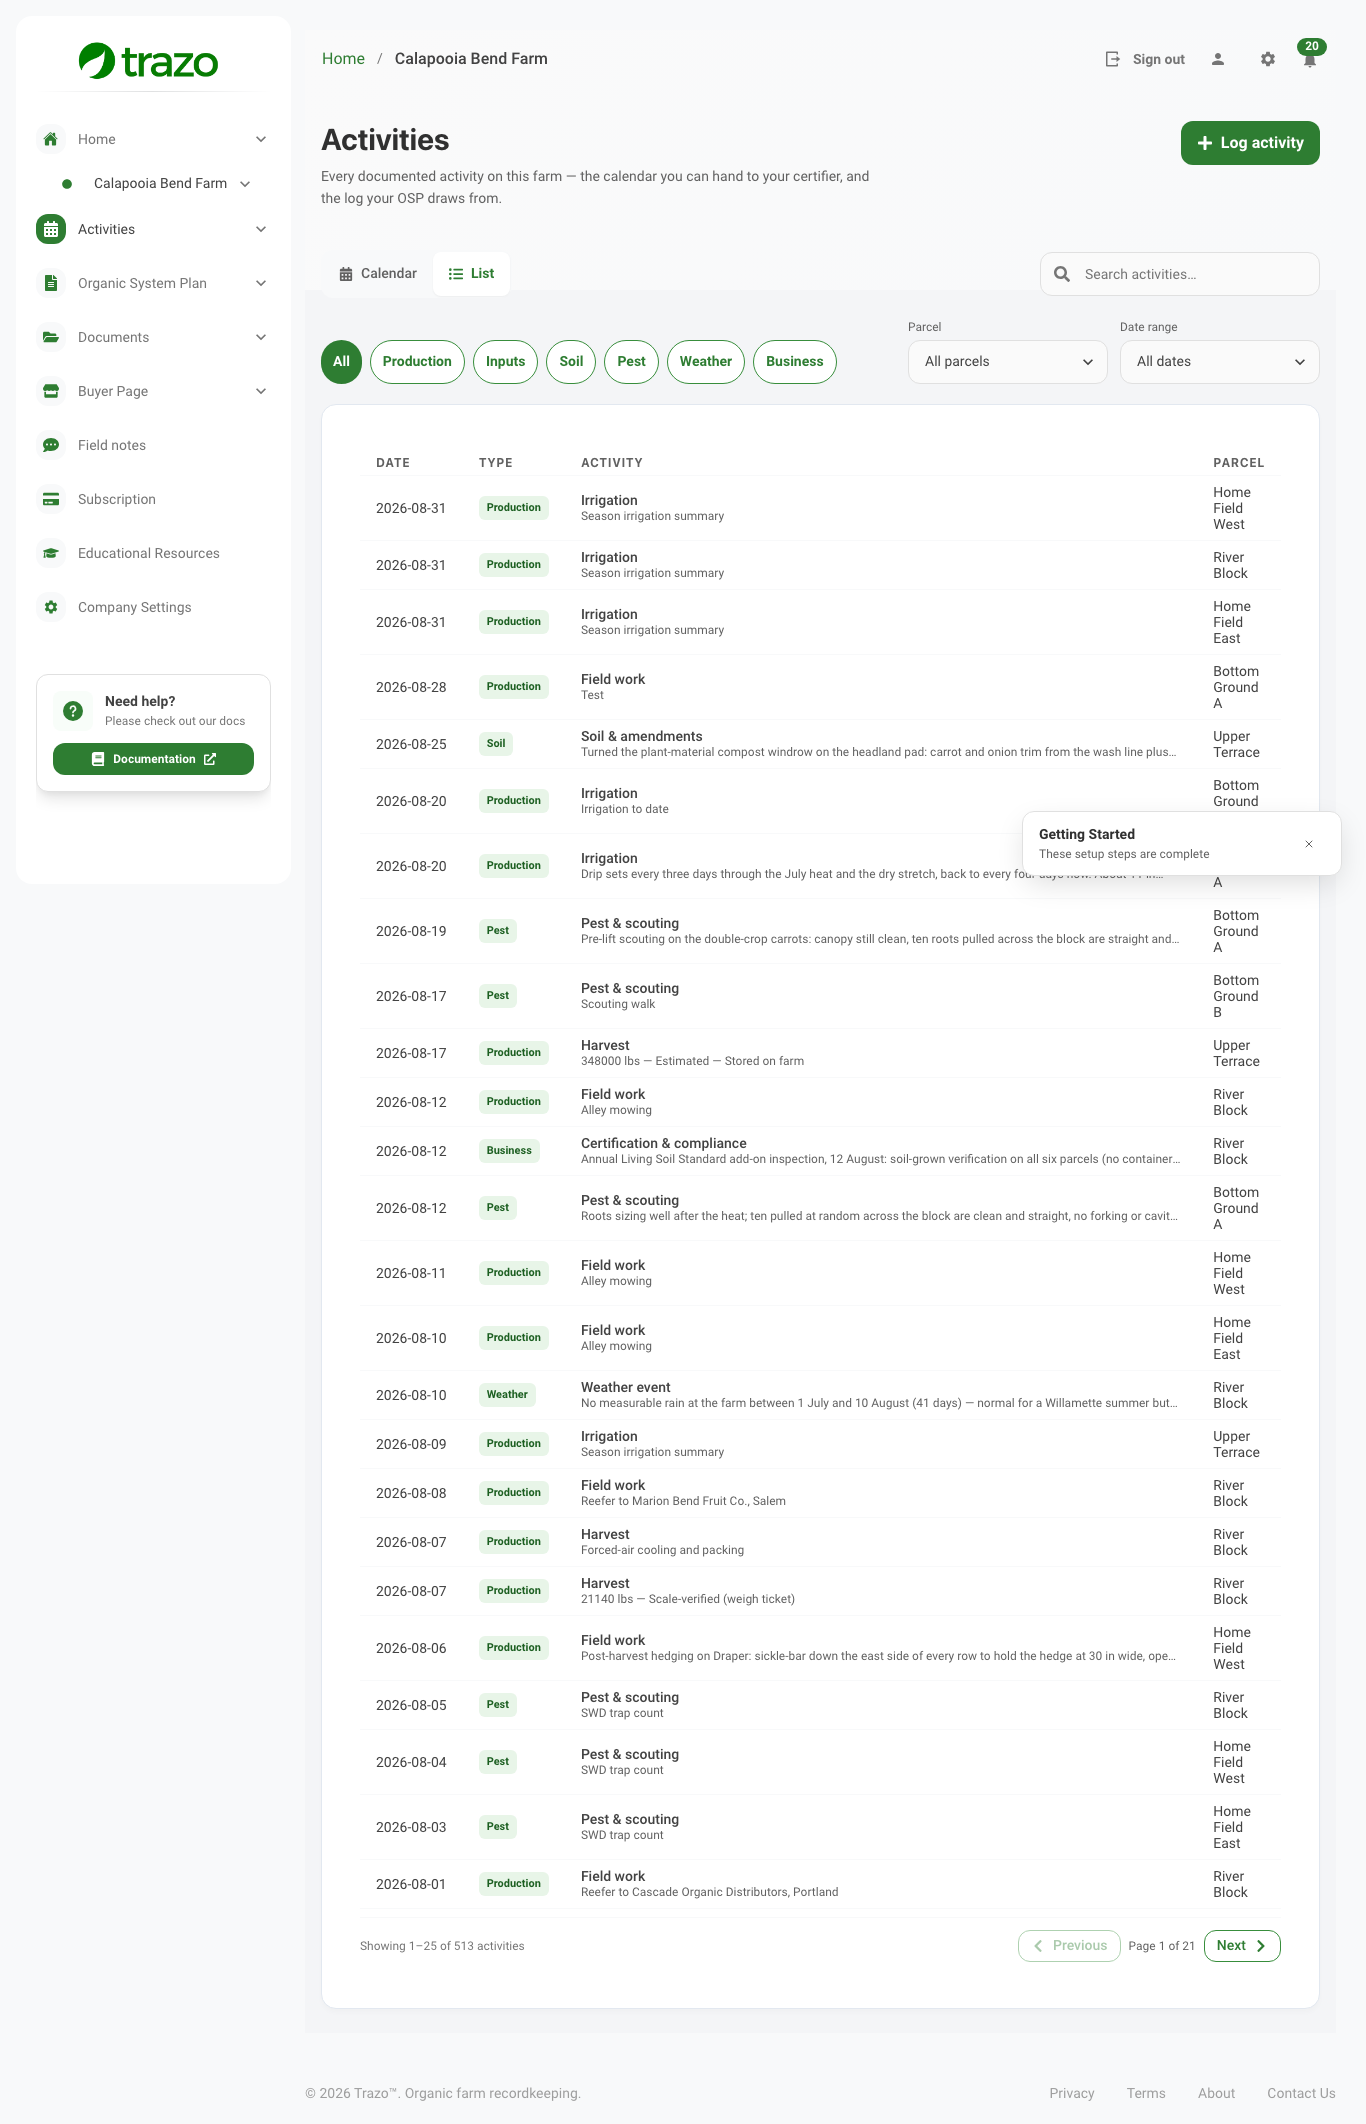 trazo
Home
Calapooia Bend Farm
Activities
Organic System Plan
Documents
Buyer Page
Field notes
Subscription
Educational Resources
Company Settings
Need help?
Please check out our docs
Documentation
Home / Calapooia Bend Farm
Sign out
20
Activities
Every documented activity on this farm — the calendar you can hand to your certifier, and
the log your OSP draws from.
Log activity
Calendar
List
Search activities...
All
Production
Inputs
Soil
Pest
Weather
Business
Parcel
All parcels
Date range
All dates
DATE TYPE ACTIVITY PARCEL
2026-08-31 Production Irrigation
Season irrigation summary
Home
Field
West
2026-08-31 Production Irrigation
Season irrigation summary
River
Block
2026-08-31 Production Irrigation
Season irrigation summary
Home
Field
East
2026-08-28 Production Field work
Test
Bottom
Ground
A
2026-08-25 Soil Soil & amendments
Turned the plant-material compost windrow on the headland pad: carrot and onion trim from the wash line plus...
Upper
Terrace
2026-08-20 Production Irrigation
Irrigation to date
Bottom
Ground
Getting Started
These setup steps are complete
2026-08-20 Production Irrigation
Drip sets every three days through the July heat and the dry stretch, back to every four days now. About
A
2026-08-19 Pest Pest & scouting
Pre-lift scouting on the double-crop carrots: canopy still clean, ten roots pulled across the block are straight and...
Bottom
Ground
A
2026-08-17 Pest Pest & scouting
Scouting walk
Bottom
Ground
B
2026-08-17 Production Harvest
348000 lbs — Estimated — Stored on farm
Upper
Terrace
2026-08-12 Production Field work
Alley mowing
River
Block
2026-08-12 Business Certification & compliance
Annual Living Soil Standard add-on inspection, 12 August: soil-grown verification on all six parcels (no container...
River
Block
2026-08-12 Pest Pest & scouting
Roots sizing well after the heat; ten pulled at random across the block are clean and straight, no forking or cavit...
Bottom
Ground
A
2026-08-11 Production Field work
Alley mowing
Home
Field
West
2026-08-10 Production Field work
Alley mowing
Home
Field
East
2026-08-10 Weather Weather event
No measurable rain at the farm between 1 July and 10 August (41 days) — normal for a Willamette summer but...
River
Block
2026-08-09 Production Irrigation
Season irrigation summary
Upper
Terrace
2026-08-08 Production Field work
Reefer to Marion Bend Fruit Co., Salem
River
Block
2026-08-07 Production Harvest
Forced-air cooling and packing
River
Block
2026-08-07 Production Harvest
21140 lbs — Scale-verified (weigh ticket)
River
Block
2026-08-06 Production Field work
Post-harvest hedging on Draper: sickle-bar down the east side of every row to hold the hedge at 30 in wide, ope...
Home
Field
West
2026-08-05 Pest Pest & scouting
SWD trap count
River
Block
2026-08-04 Pest Pest & scouting
SWD trap count
Home
Field
West
2026-08-03 Pest Pest & scouting
SWD trap count
Home
Field
East
2026-08-01 Production Field work
Reefer to Cascade Organic Distributors, Portland
River
Block
Showing 1–25 of 513 activities
Previous
Page 1 of 21
Next
© 2026 Trazo™. Organic farm recordkeeping.
Privacy
Terms
About
Contact Us